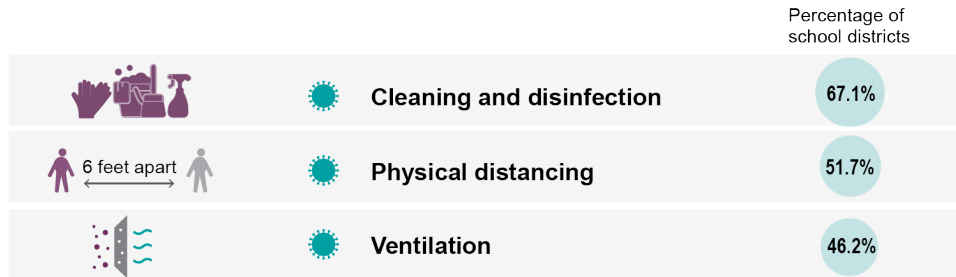 Percentage of
school districts
Cleaning and disinfection 67.1%
6 feet apart Physical distancing 51.7%
Ventilation 46.2%